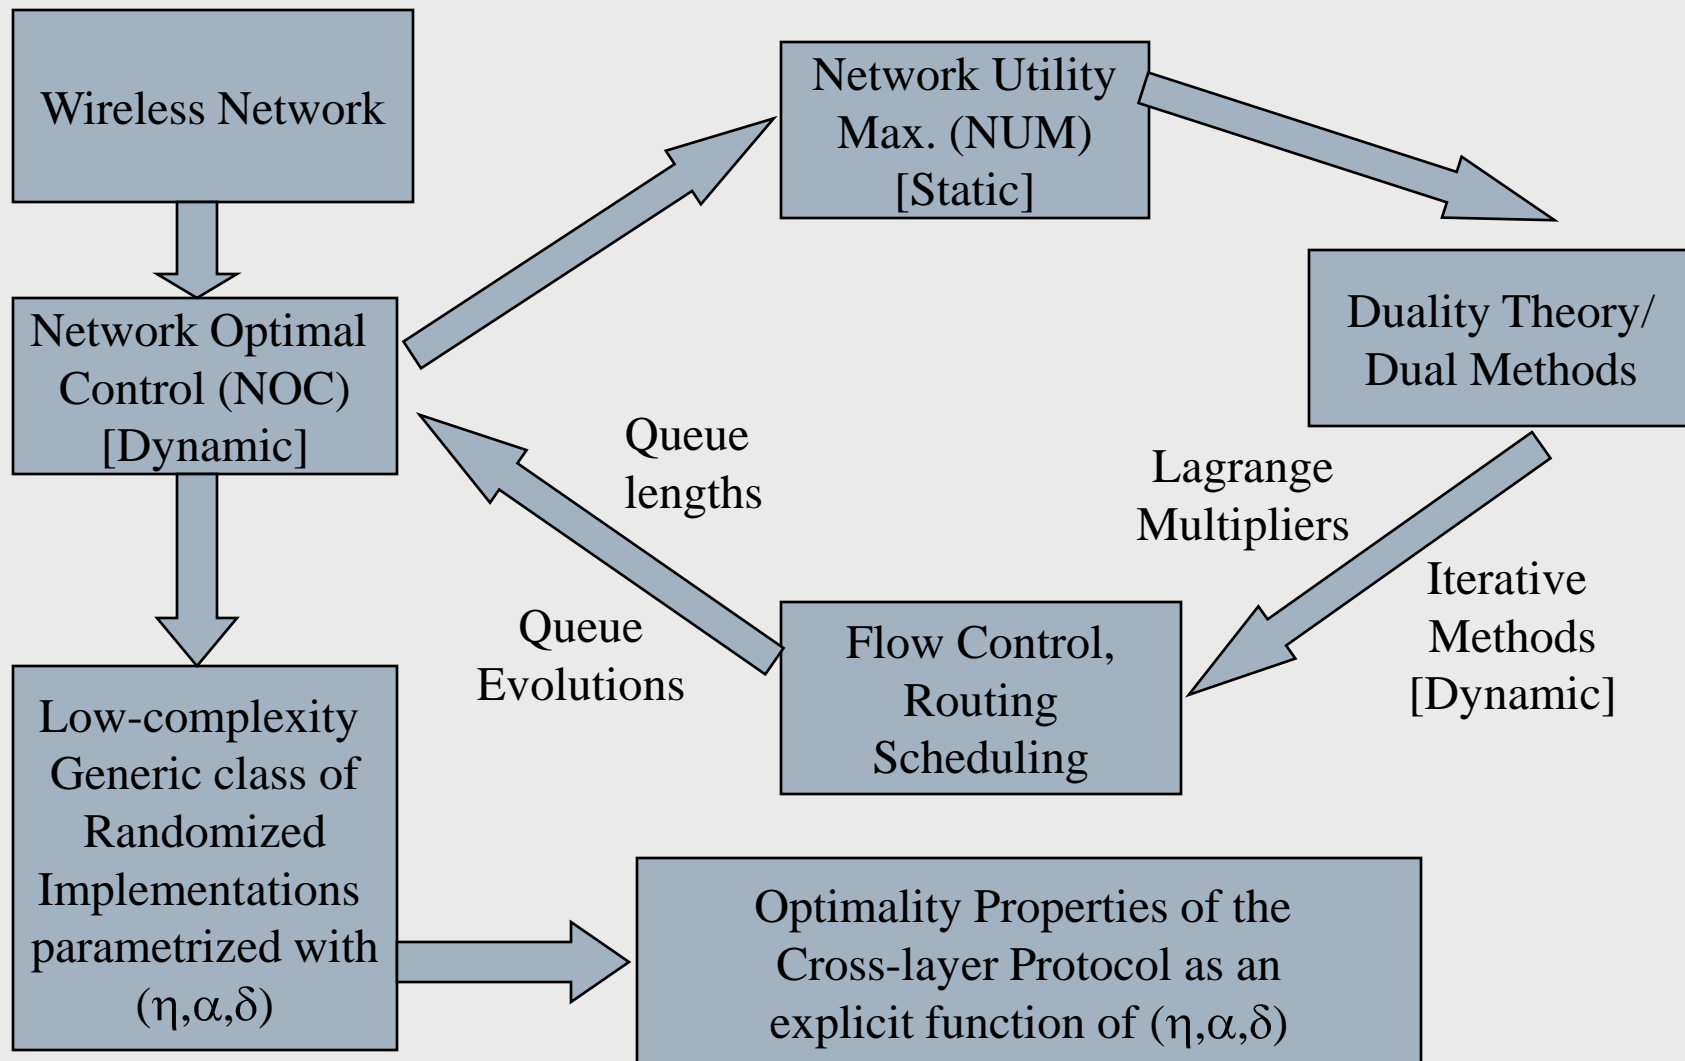 Wireless Network
Network Utility
Max. (NUM)
[Static]
Network Optimal
Control (NOC)
[Dynamic]
Duality Theory/
Dual Methods
Queue
lengths
Lagrange
Multipliers
Iterative
Methods
[Dynamic]
Queue
Evolutions
Flow Control,
Routing
Scheduling
Low-complexity
Generic class of
Randomized
Implementations
parametrized with
(η,α,δ)
Optimality Properties of the
Cross-layer Protocol as an
explicit function of (η,α,δ)